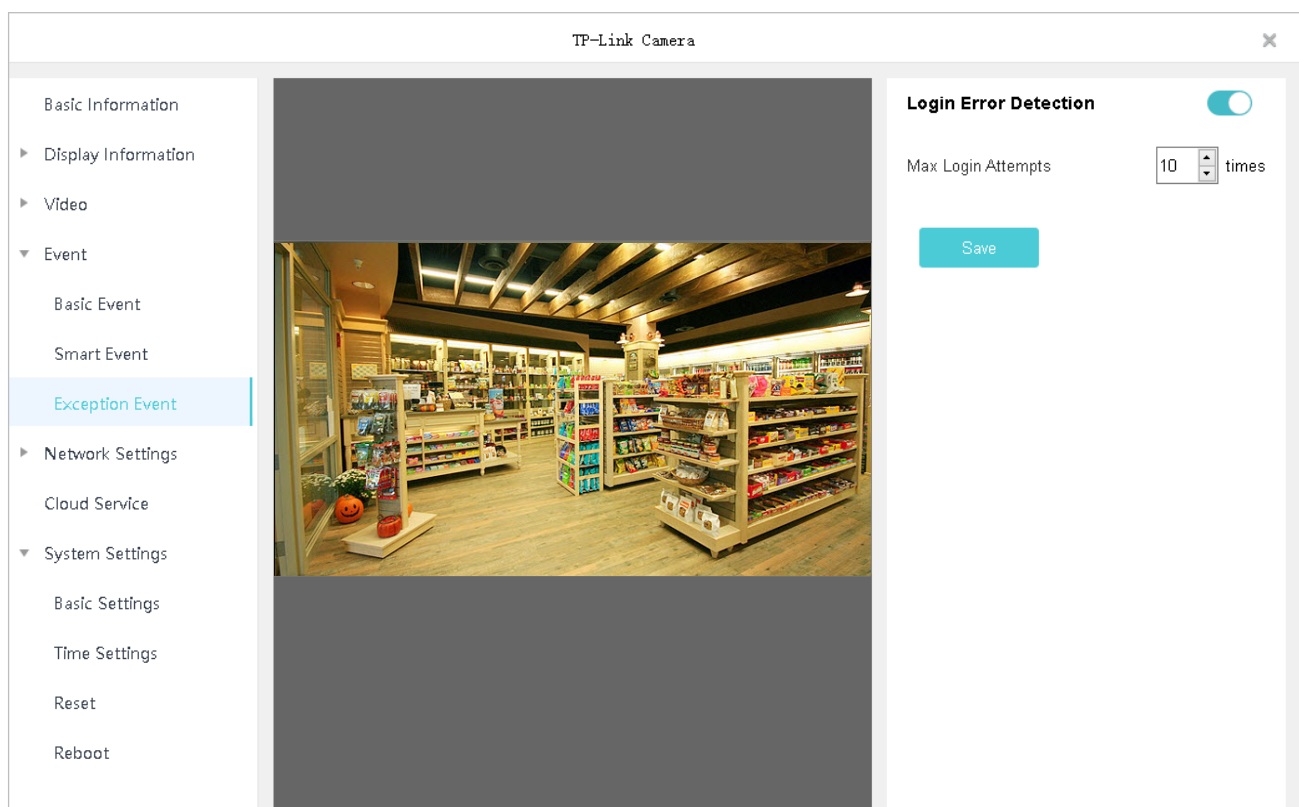 TP-Link Camera
Basic Information
Display Information
Video
Event
Basic Event
Smart Event
Exception Event
Network Settings
Cloud Service
System Settings
Basic Settings
Time Settings
Reset
Reboot
Login Error Detection
Max Login Attempts 10 times
Save